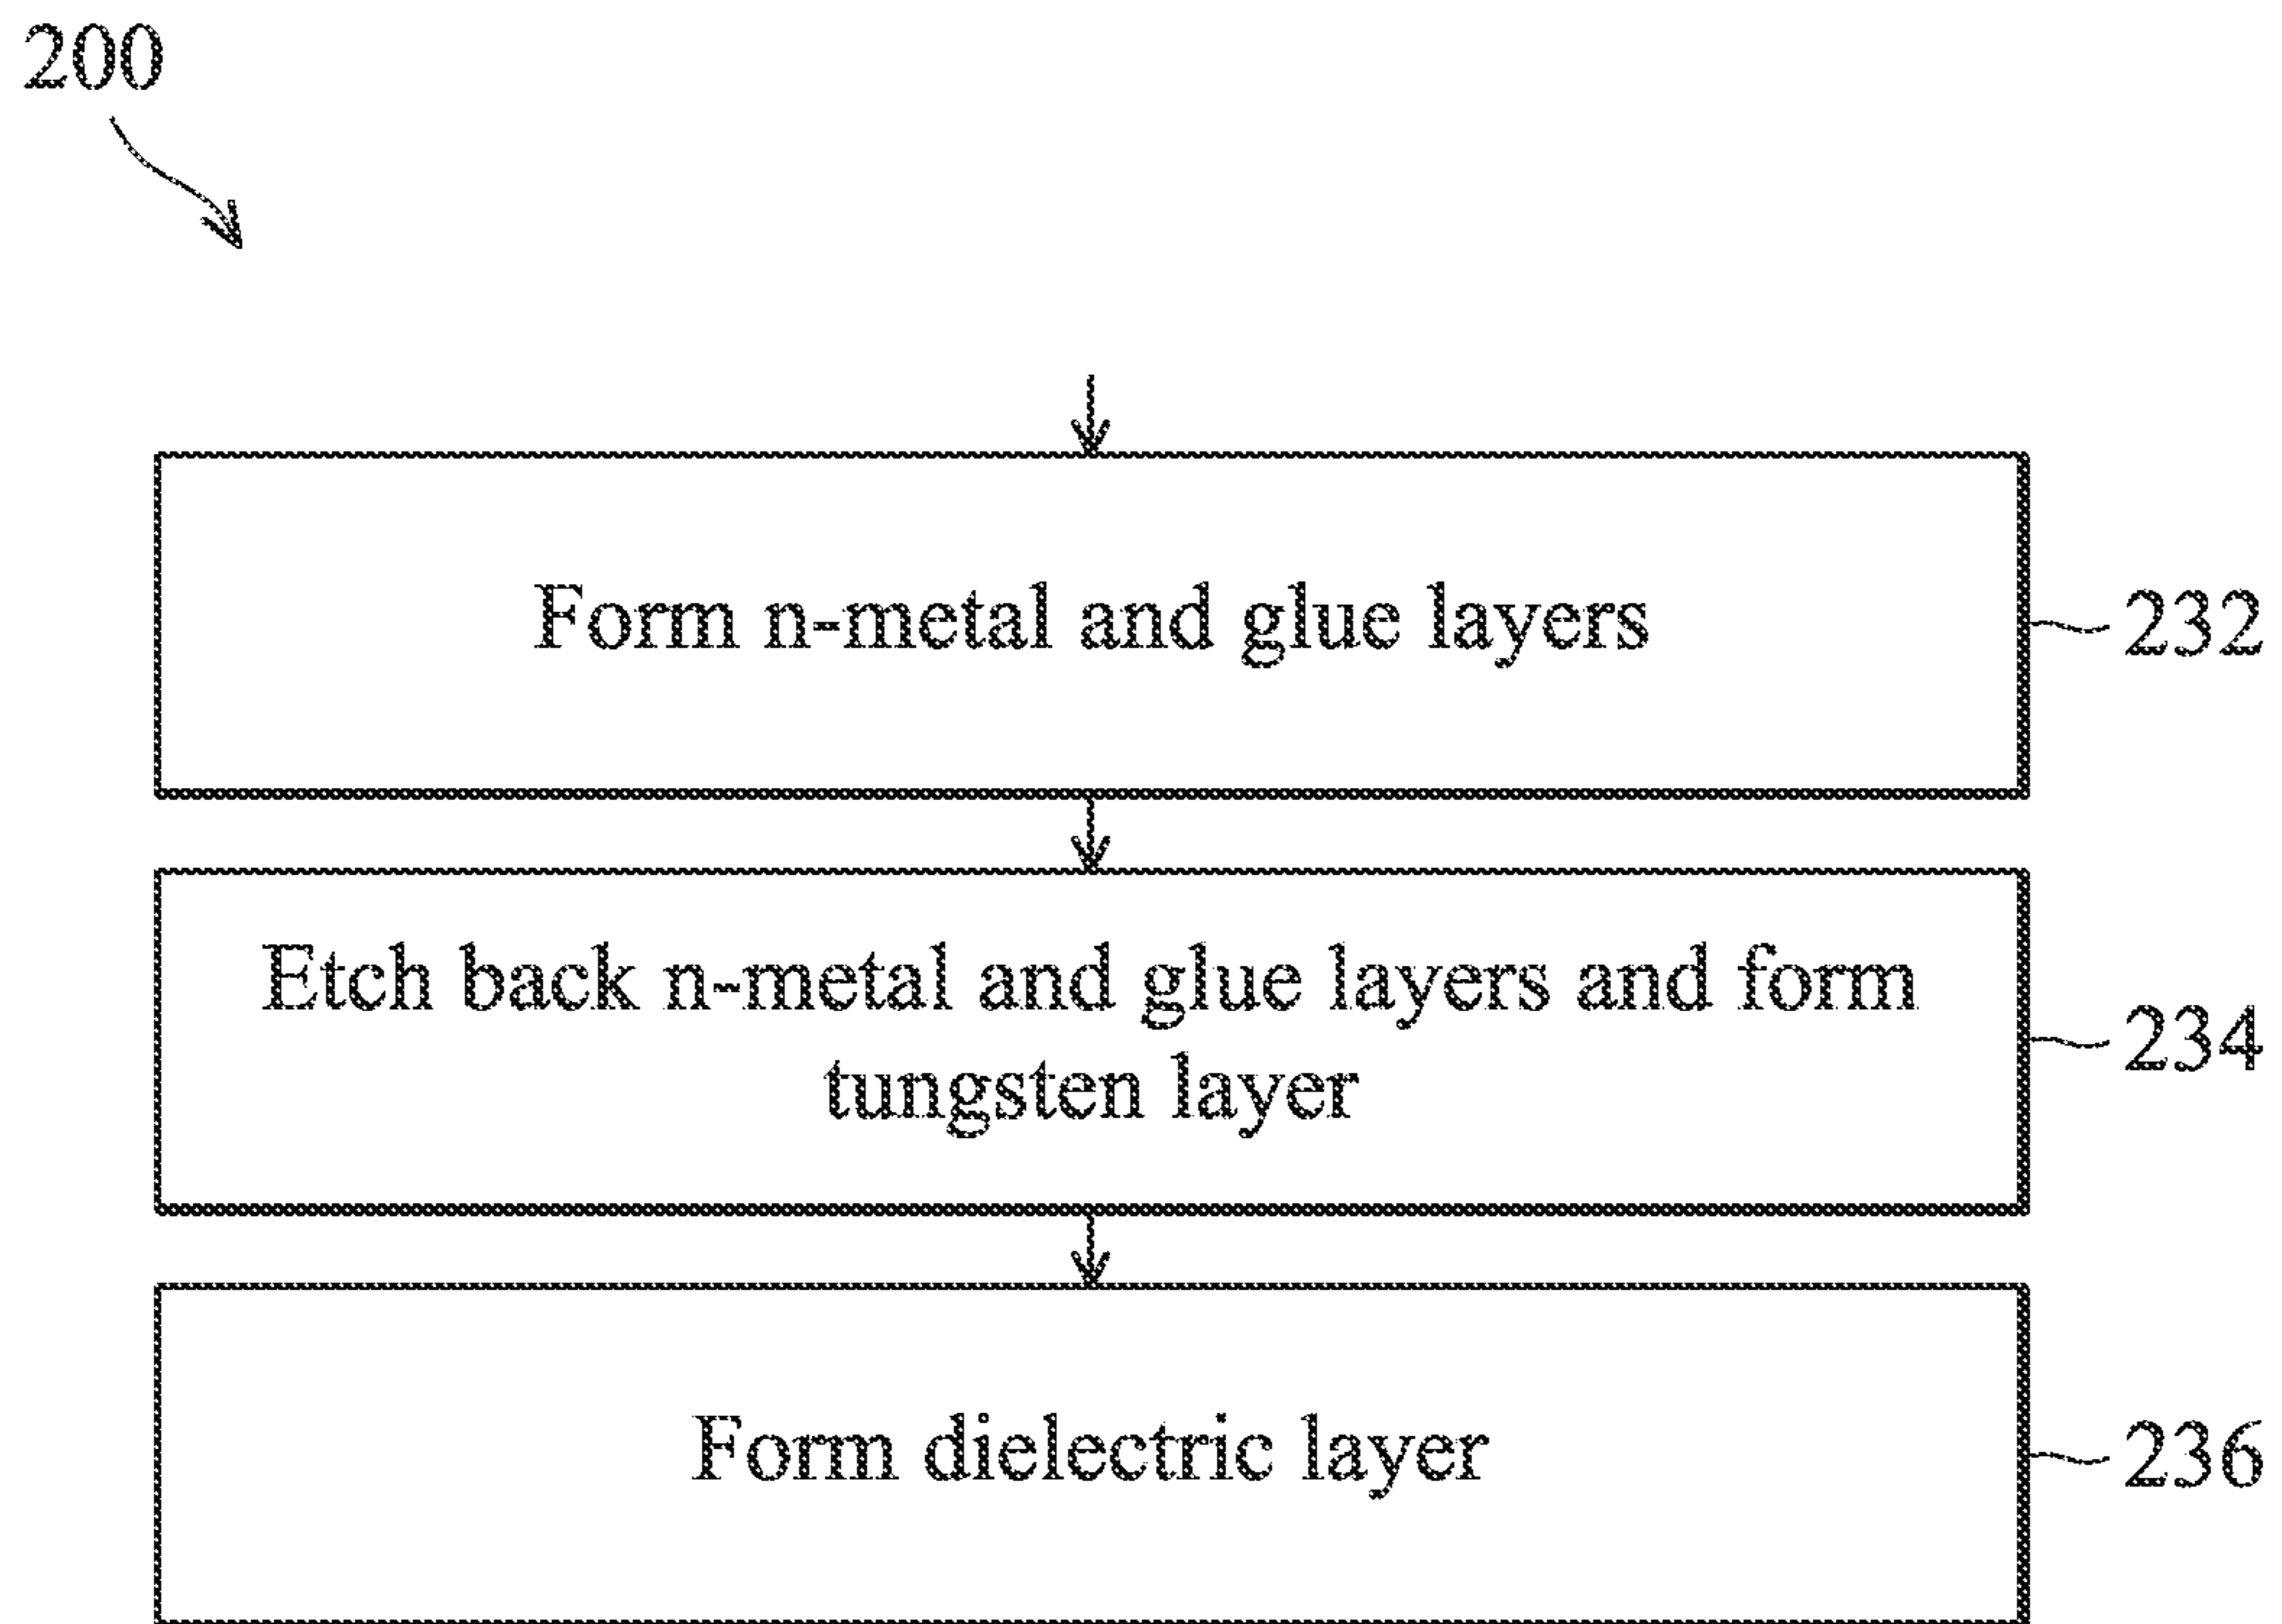 200
Form n-metal and glue layers
232
Etch back n-metal and glue layers and form
tungsten layer
234
Form dielectric layer
236